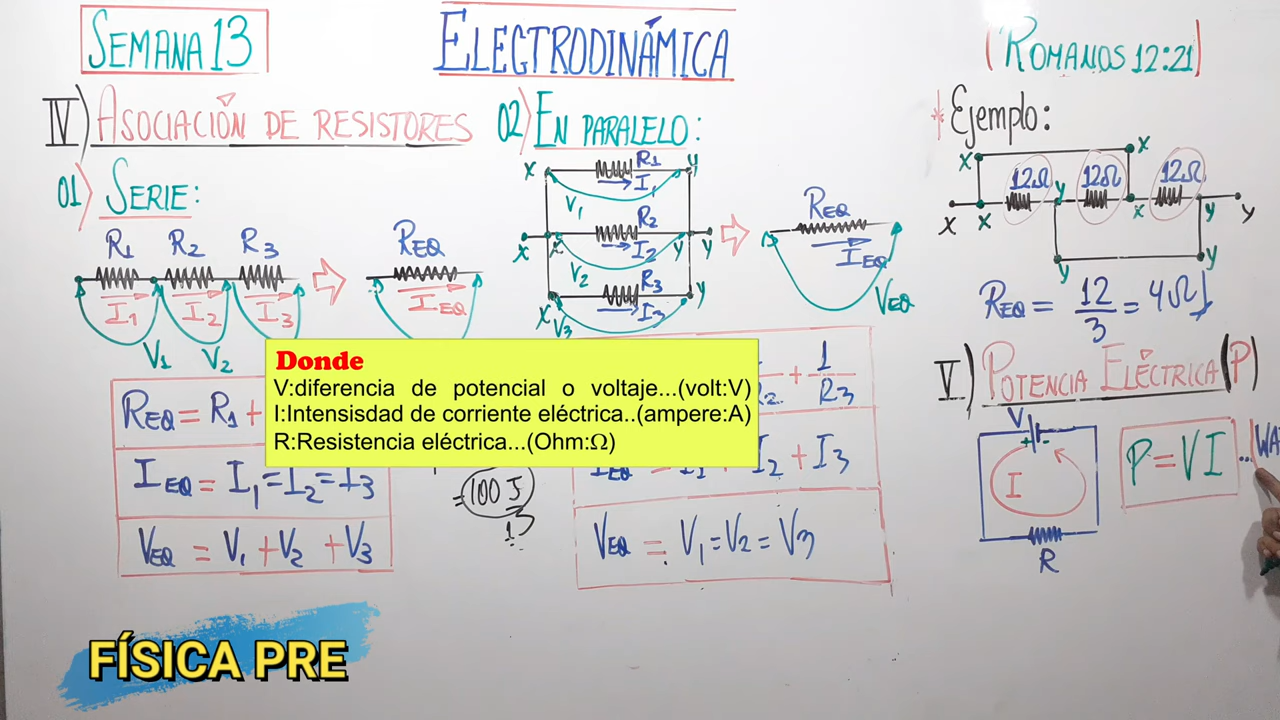 SEMANA 13
ELECTRODINÁMICA
(ROMANOS 12:21)
IV) ASOCIACIÓN DE RESISTORES
01) SERIE:
R1 R2 R3
I1 I2 I3
V1 V2
REQ
IEQ
REQ = R1 +
IEQ = I1 = I2 = I3
VEQ = V1 + V2 + V3
02) EN PARALELO:
X R1 y
I1
V1
R2
X X I2 y y
V2
R3
X I3 y
V3
REQ
IEQ
VEQ
+ 1/R3
I2 + I3
VEQ = V1 = V2 = V3
= 100 J
Donde
V:diferencia de potencial o voltaje...(volt:V)
I:Intensisdad de corriente eléctrica..(ampere:A)
R:Resistencia eléctrica...(Ohm:Ω)
* Ejemplo:
X X
12Ω 12Ω 12Ω
X X y X y y
y y
REQ = 12/3 = 4Ω
V) POTENCIA ELÉCTRICA (P)
V
+ -
I
R
P = VI ...WA
FÍSICA PRE